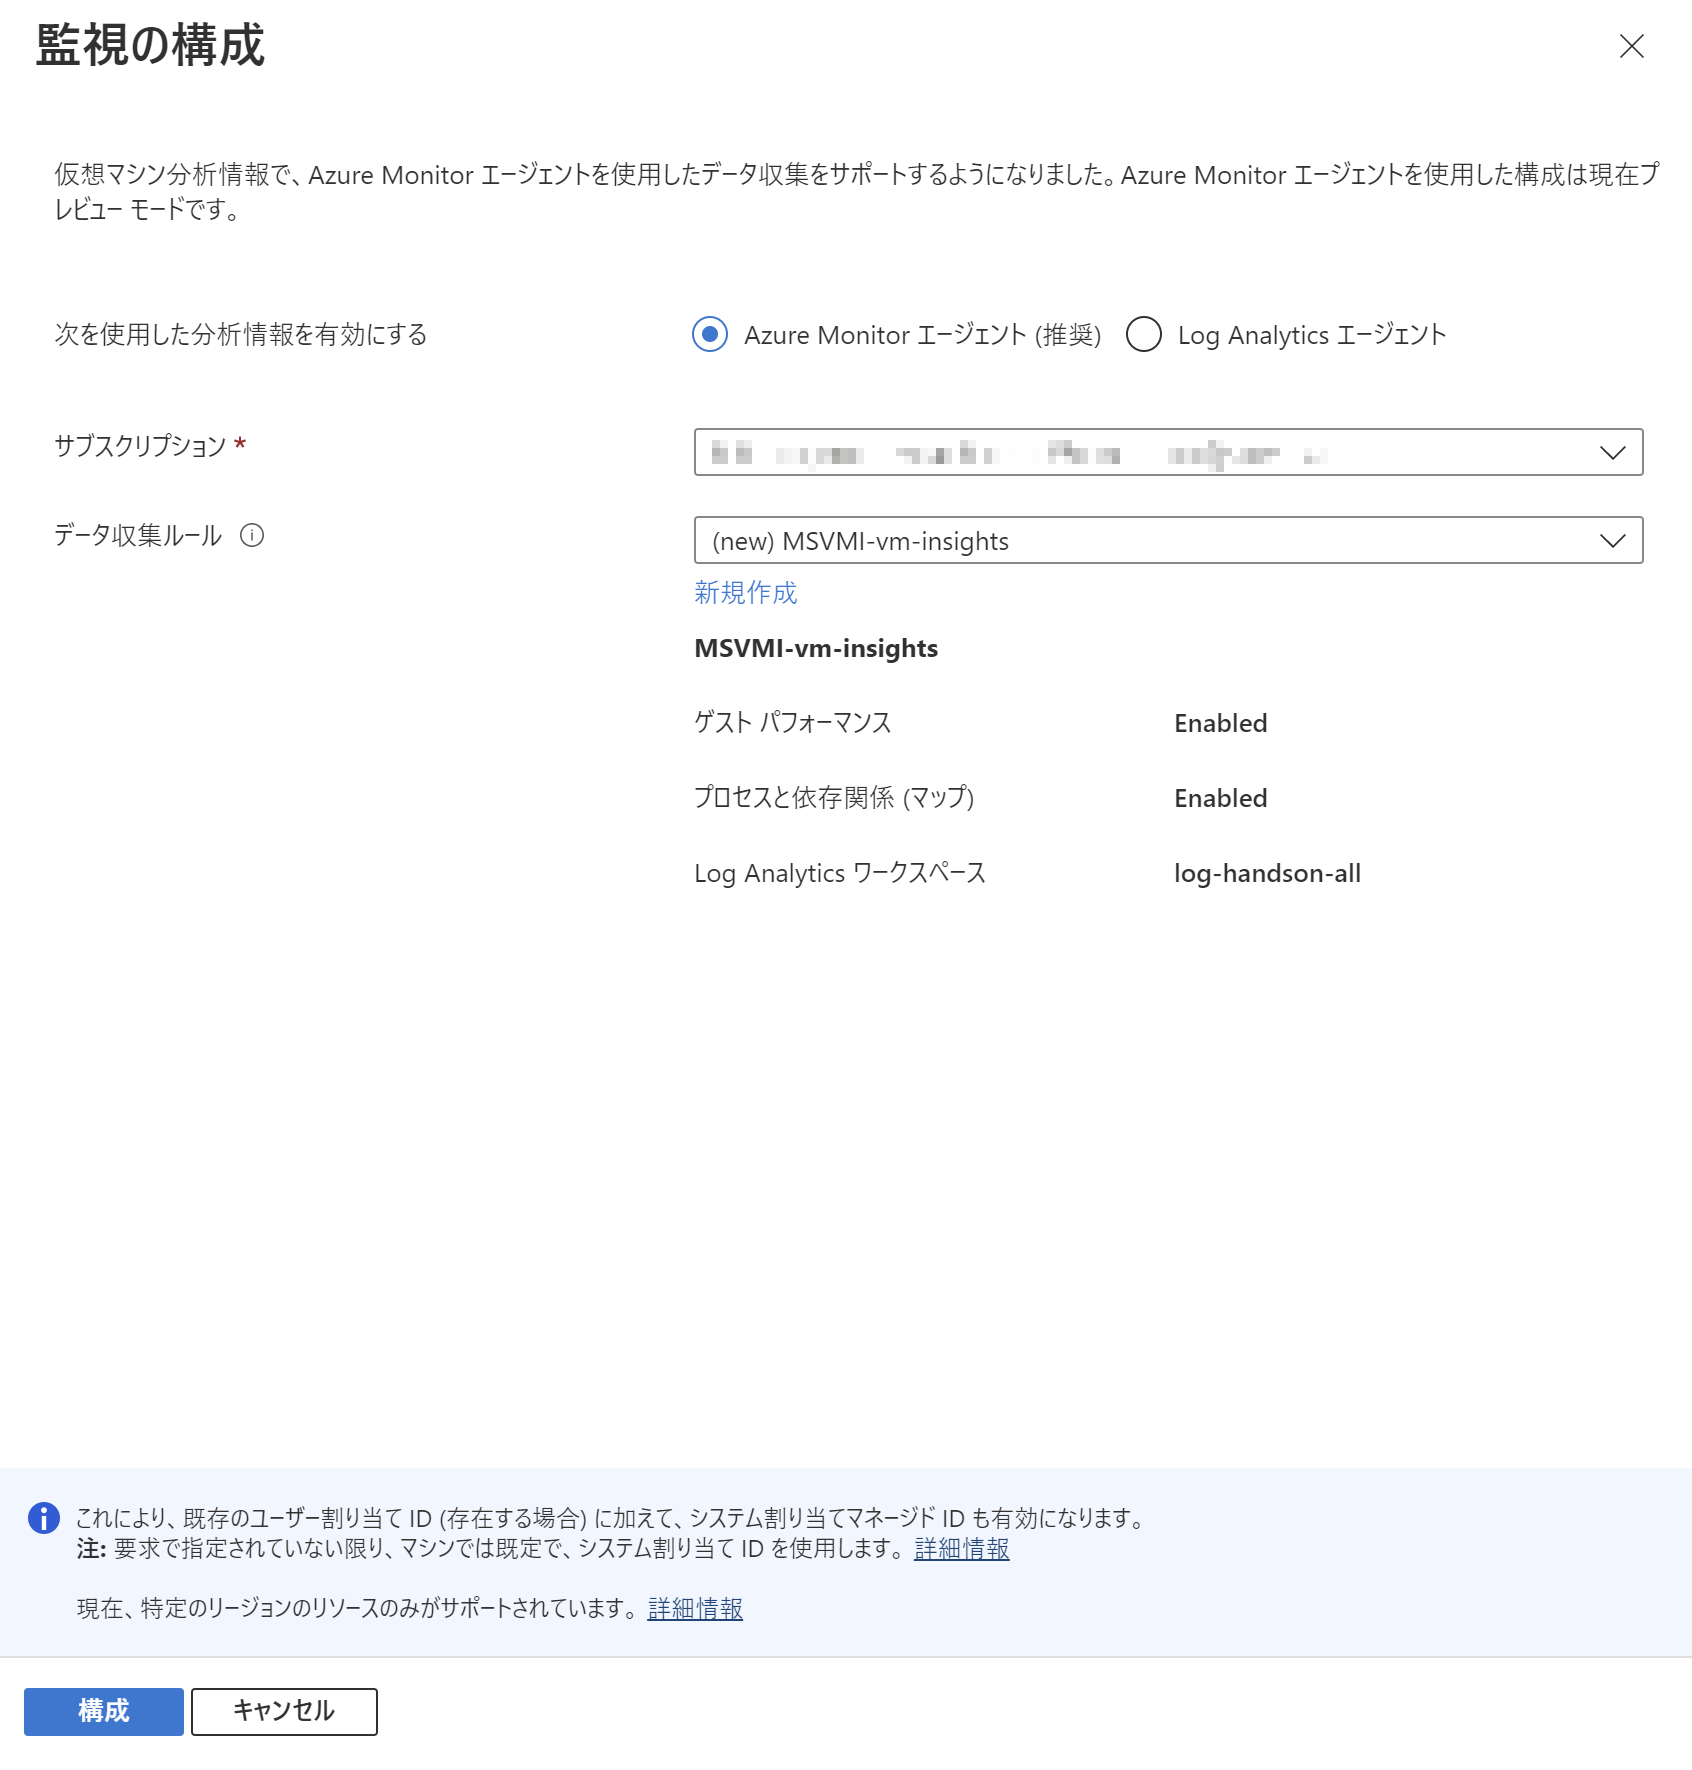 監視の構成
仮想マシン分析情報で、Azure Monitor エージェントを使用したデータ収集をサポートするようになりました。Azure Monitor エージェントを使用した構成は現在プ
レビュー モードです。
次を使用した分析情報を有効にする
Azure Monitor エージェント (推奨)
Log Analytics エージェント
サブスクリプション *
データ収集ルール
(new) MSVMI-vm-insights
新規作成
MSVMI-vm-insights
ゲスト パフォーマンス
Enabled
プロセスと依存関係 (マップ)
Enabled
Log Analytics ワークスペース
log-handson-all
これにより、既存のユーザー割り当て ID (存在する場合) に加えて、システム割り当てマネージド ID も有効になります。
注: 要求で指定されていない限り、マシンでは既定で、システム割り当て ID を使用します。詳細情報
現在、特定のリージョンのリソースのみがサポートされています。詳細情報
構成
キャンセル